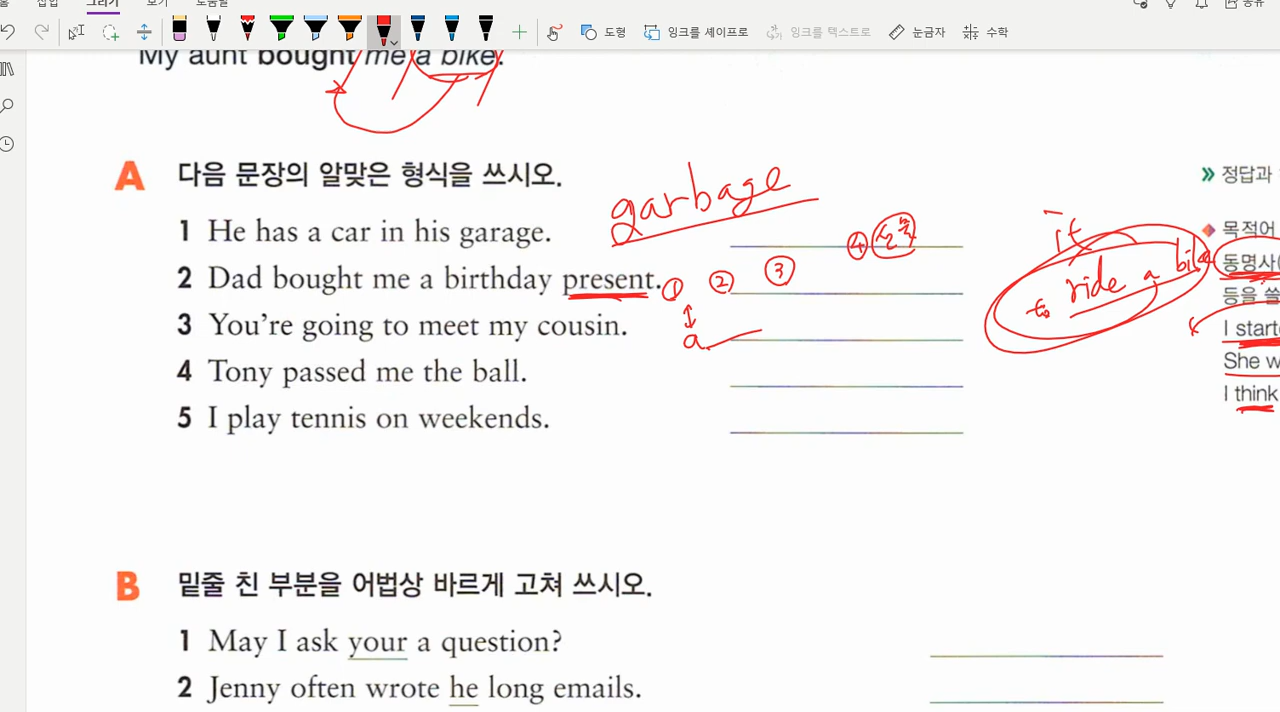 그리기
도형
잉크를 셰이프로
잉크를 텍스트로
눈금자
수학
My aunt bought me a bike.
A 다음 문장의 알맞은 형식을 쓰시오.
garbage
1 He has a car in his garage.
④
2 Dad bought me a birthday present. ① ② ③
3 You're going to meet my cousin.
a
4 Tony passed me the ball.
5 I play tennis on weekends.
it
to ride a bike
정답과
목적어
동명사(
등을 쓸
I start
She w
I think
B 밑줄 친 부분을 어법상 바르게 고쳐 쓰시오.
1 May I ask your a question?
2 Jenny often wrote he long emails.